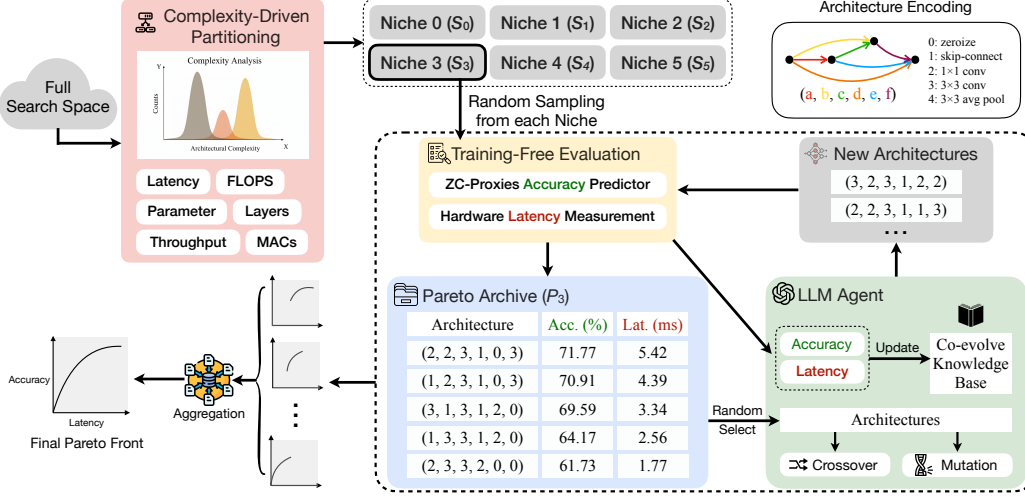 Full
Search Space
Complexity-Driven
Partitioning
Complexity Analysis
Y
Counts
Architectural Complexity
X
Latency
FLOPS
Parameter
Layers
Throughput
MACs
Niche 0 (S₀)
Niche 1 (S₁)
Niche 2 (S₂)
Niche 3 (S₃)
Niche 4 (S₄)
Niche 5 (S₅)
Random Sampling
from each Niche
Architecture Encoding
(a, b, c, d, e, f)
0: zeroize
1: skip-connect
2: 1×1 conv
3: 3×3 conv
4: 3×3 avg pool
Training-Free Evaluation
ZC-Proxies Accuracy Predictor
Hardware Latency Measurement
New Architectures
(3, 2, 3, 1, 2, 2)
(2, 2, 3, 1, 1, 3)
...
Pareto Archive (P₃)
Architecture Acc. (%) Lat. (ms)
(2, 2, 3, 1, 0, 3) 71.77 5.42
(1, 2, 3, 1, 0, 3) 70.91 4.39
(3, 1, 3, 1, 2, 0) 69.59 3.34
(1, 3, 3, 1, 2, 0) 64.17 2.56
(2, 3, 3, 2, 0, 0) 61.73 1.77
Random
Select
LLM Agent
Accuracy
Latency
Update
Co-evolve
Knowledge
Base
Architectures
Crossover
Mutation
Aggregation
Accuracy
Latency
Final Pareto Front